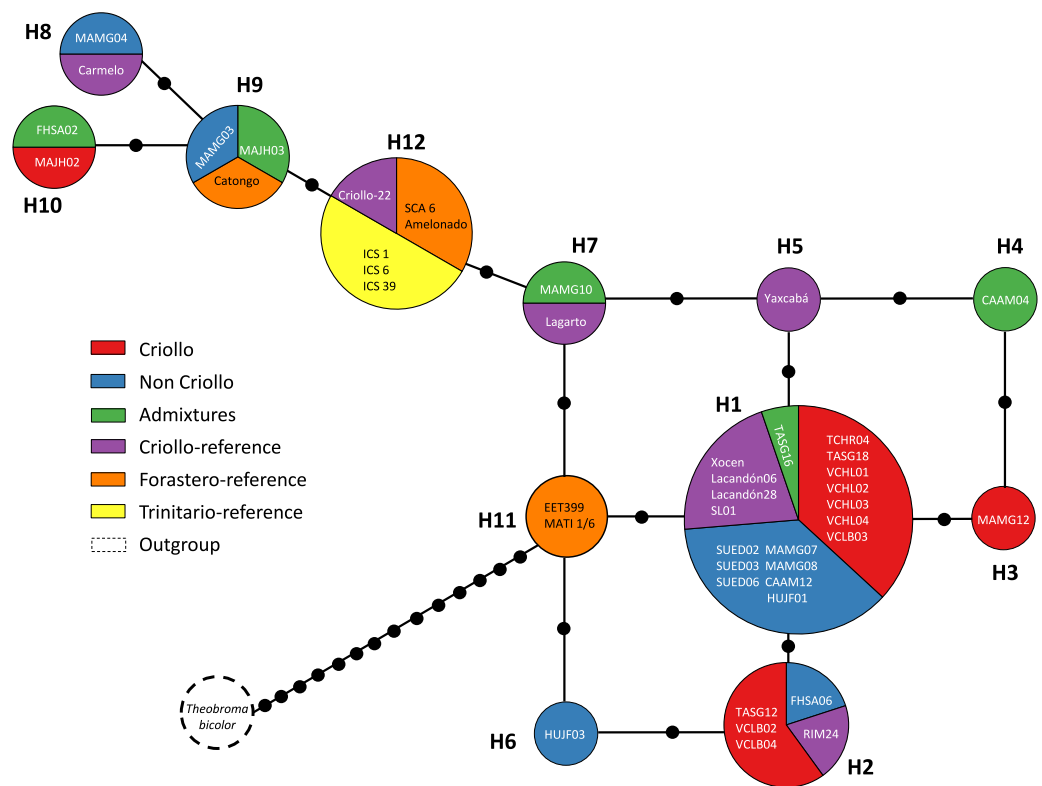 H8
MAMG04
Carmelo
H9
FHSA02
MAJH02
H10
MAMG03
MAJH03
Catongo
H12
Criollo-22
SCA 6
Amelonado
ICS 1
ICS 6
ICS 39
H7
MAMG10
Lagarto
H5
Yaxcabá
H4
CAAM04
Criollo
Non Criollo
Admixtures
Criollo-reference
Forastero-reference
Trinitario-reference
Outgroup
H1
TASG16
Xocen
Lacandón06
Lacandón28
SL01
TCHR04
TASG18
VCHL01
VCHL02
VCHL03
VCHL04
VCLB03
SUED02 MAMG07
SUED03 MAMG08
SUED06 CAAM12
HUJF01
H11
EET399
MATI 1/6
MAMG12
H3
Theobroma
bicolor
H6
HUJF03
TASG12
VCLB02
VCLB04
FHSA06
RIM24
H2